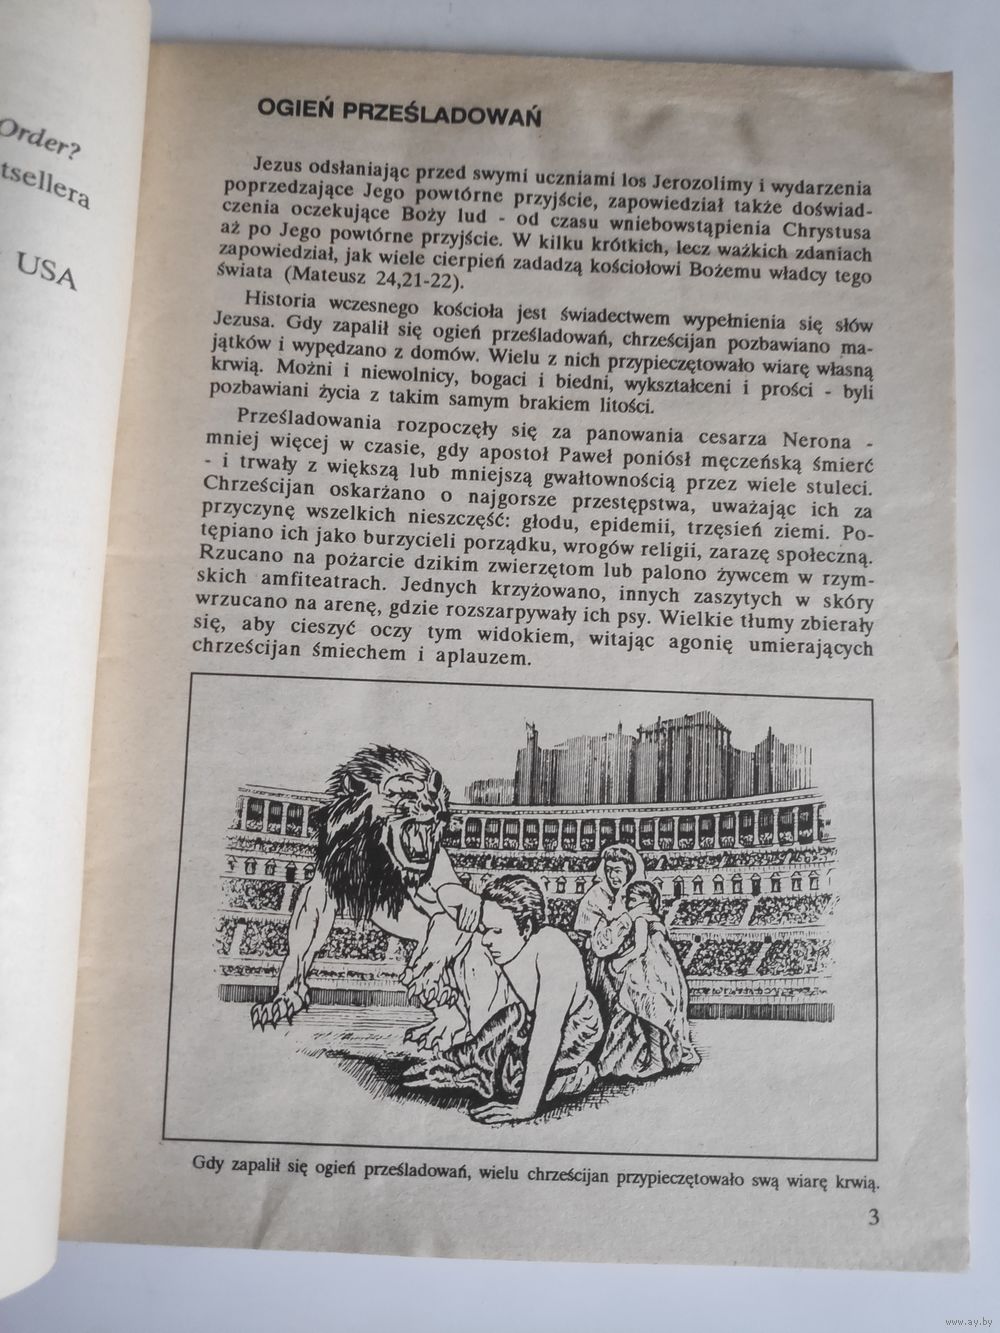 Order?
tsellera
USA
OGIEŃ PRZEŚLADOWAŃ
Jezus odsłaniając przed swymi uczniami los Jerozolimy i wydarzenia
poprzedzające Jego powtórne przyjście, zapowiedział także doświad-
czenia oczekujące Boży lud - od czasu wniebowstąpienia Chrystusa
aż po Jego powtórne przyjście. W kilku krótkich, lecz ważkich zdaniach
zapowiedział, jak wiele cierpień zadadzą kościołowi Bożemu władcy tego
świata (Mateusz 24,21-22).
Historia wczesnego kościoła jest świadectwem wypełnienia się słów
Jezusa. Gdy zapalił się ogień prześladowań, chrześcijan pozbawiano ma-
jątków i wypędzano z domów. Wielu z nich przypieczętowało wiarę własną
krwią. Możni i niewolnicy, bogaci i biedni, wykształceni i prości - byli
pozbawiani życia z takim samym brakiem litości.
Prześladowania rozpoczęły się za panowania cesarza Nerona -
mniej więcej w czasie, gdy apostoł Paweł poniósł męczeńską śmierć
- i trwały z większą lub mniejszą gwałtownością przez wiele stuleci.
Chrześcijan oskarżano o najgorsze przestępstwa, uważając ich za
przyczynę wszelkich nieszczęść: głodu, epidemii, trzęsień ziemi. Po-
tępiano ich jako burzycieli porządku, wrogów religii, zarazę społeczną.
Rzucano na pożarcie dzikim zwierzętom lub palono żywcem w rzym-
skich amfiteatrach. Jednych krzyżowano, innych zaszytych w skóry
wrzucano na arenę, gdzie rozszarpywały ich psy. Wielkie tłumy zbierały
się, aby cieszyć oczy tym widokiem, witając agonię umierających
chrześcijan śmiechem i aplauzem.
Gdy zapalił się ogień prześladowań, wielu chrześcijan przypieczętowało swą wiarę krwią.
3
www.ay.by